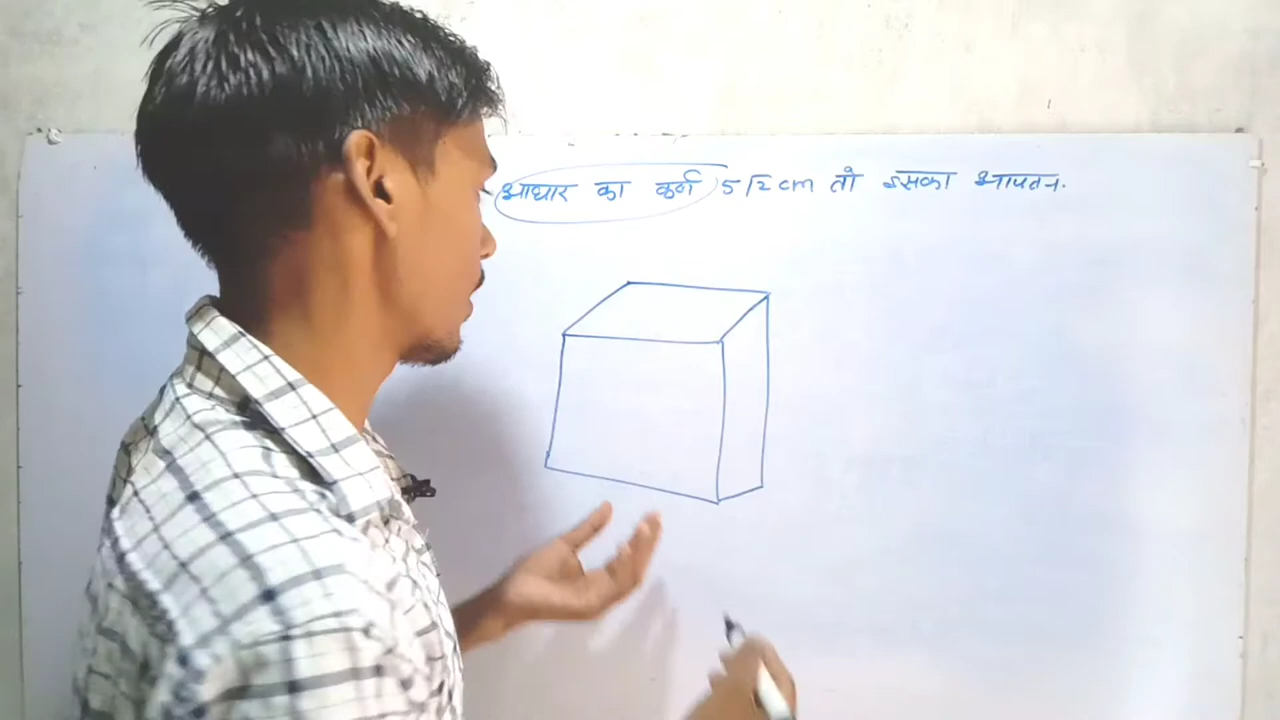 आधार का कर्ण 5√2 cm तो इसका आयतन.